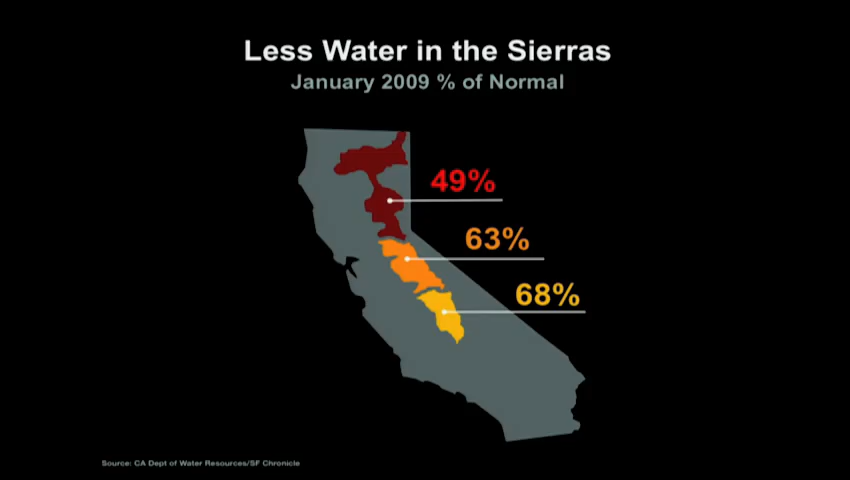 Less Water in the Sierras
January 2009 % of Normal
49%
63%
68%
Source: CA Dept of Water Resources/SF Chronicle